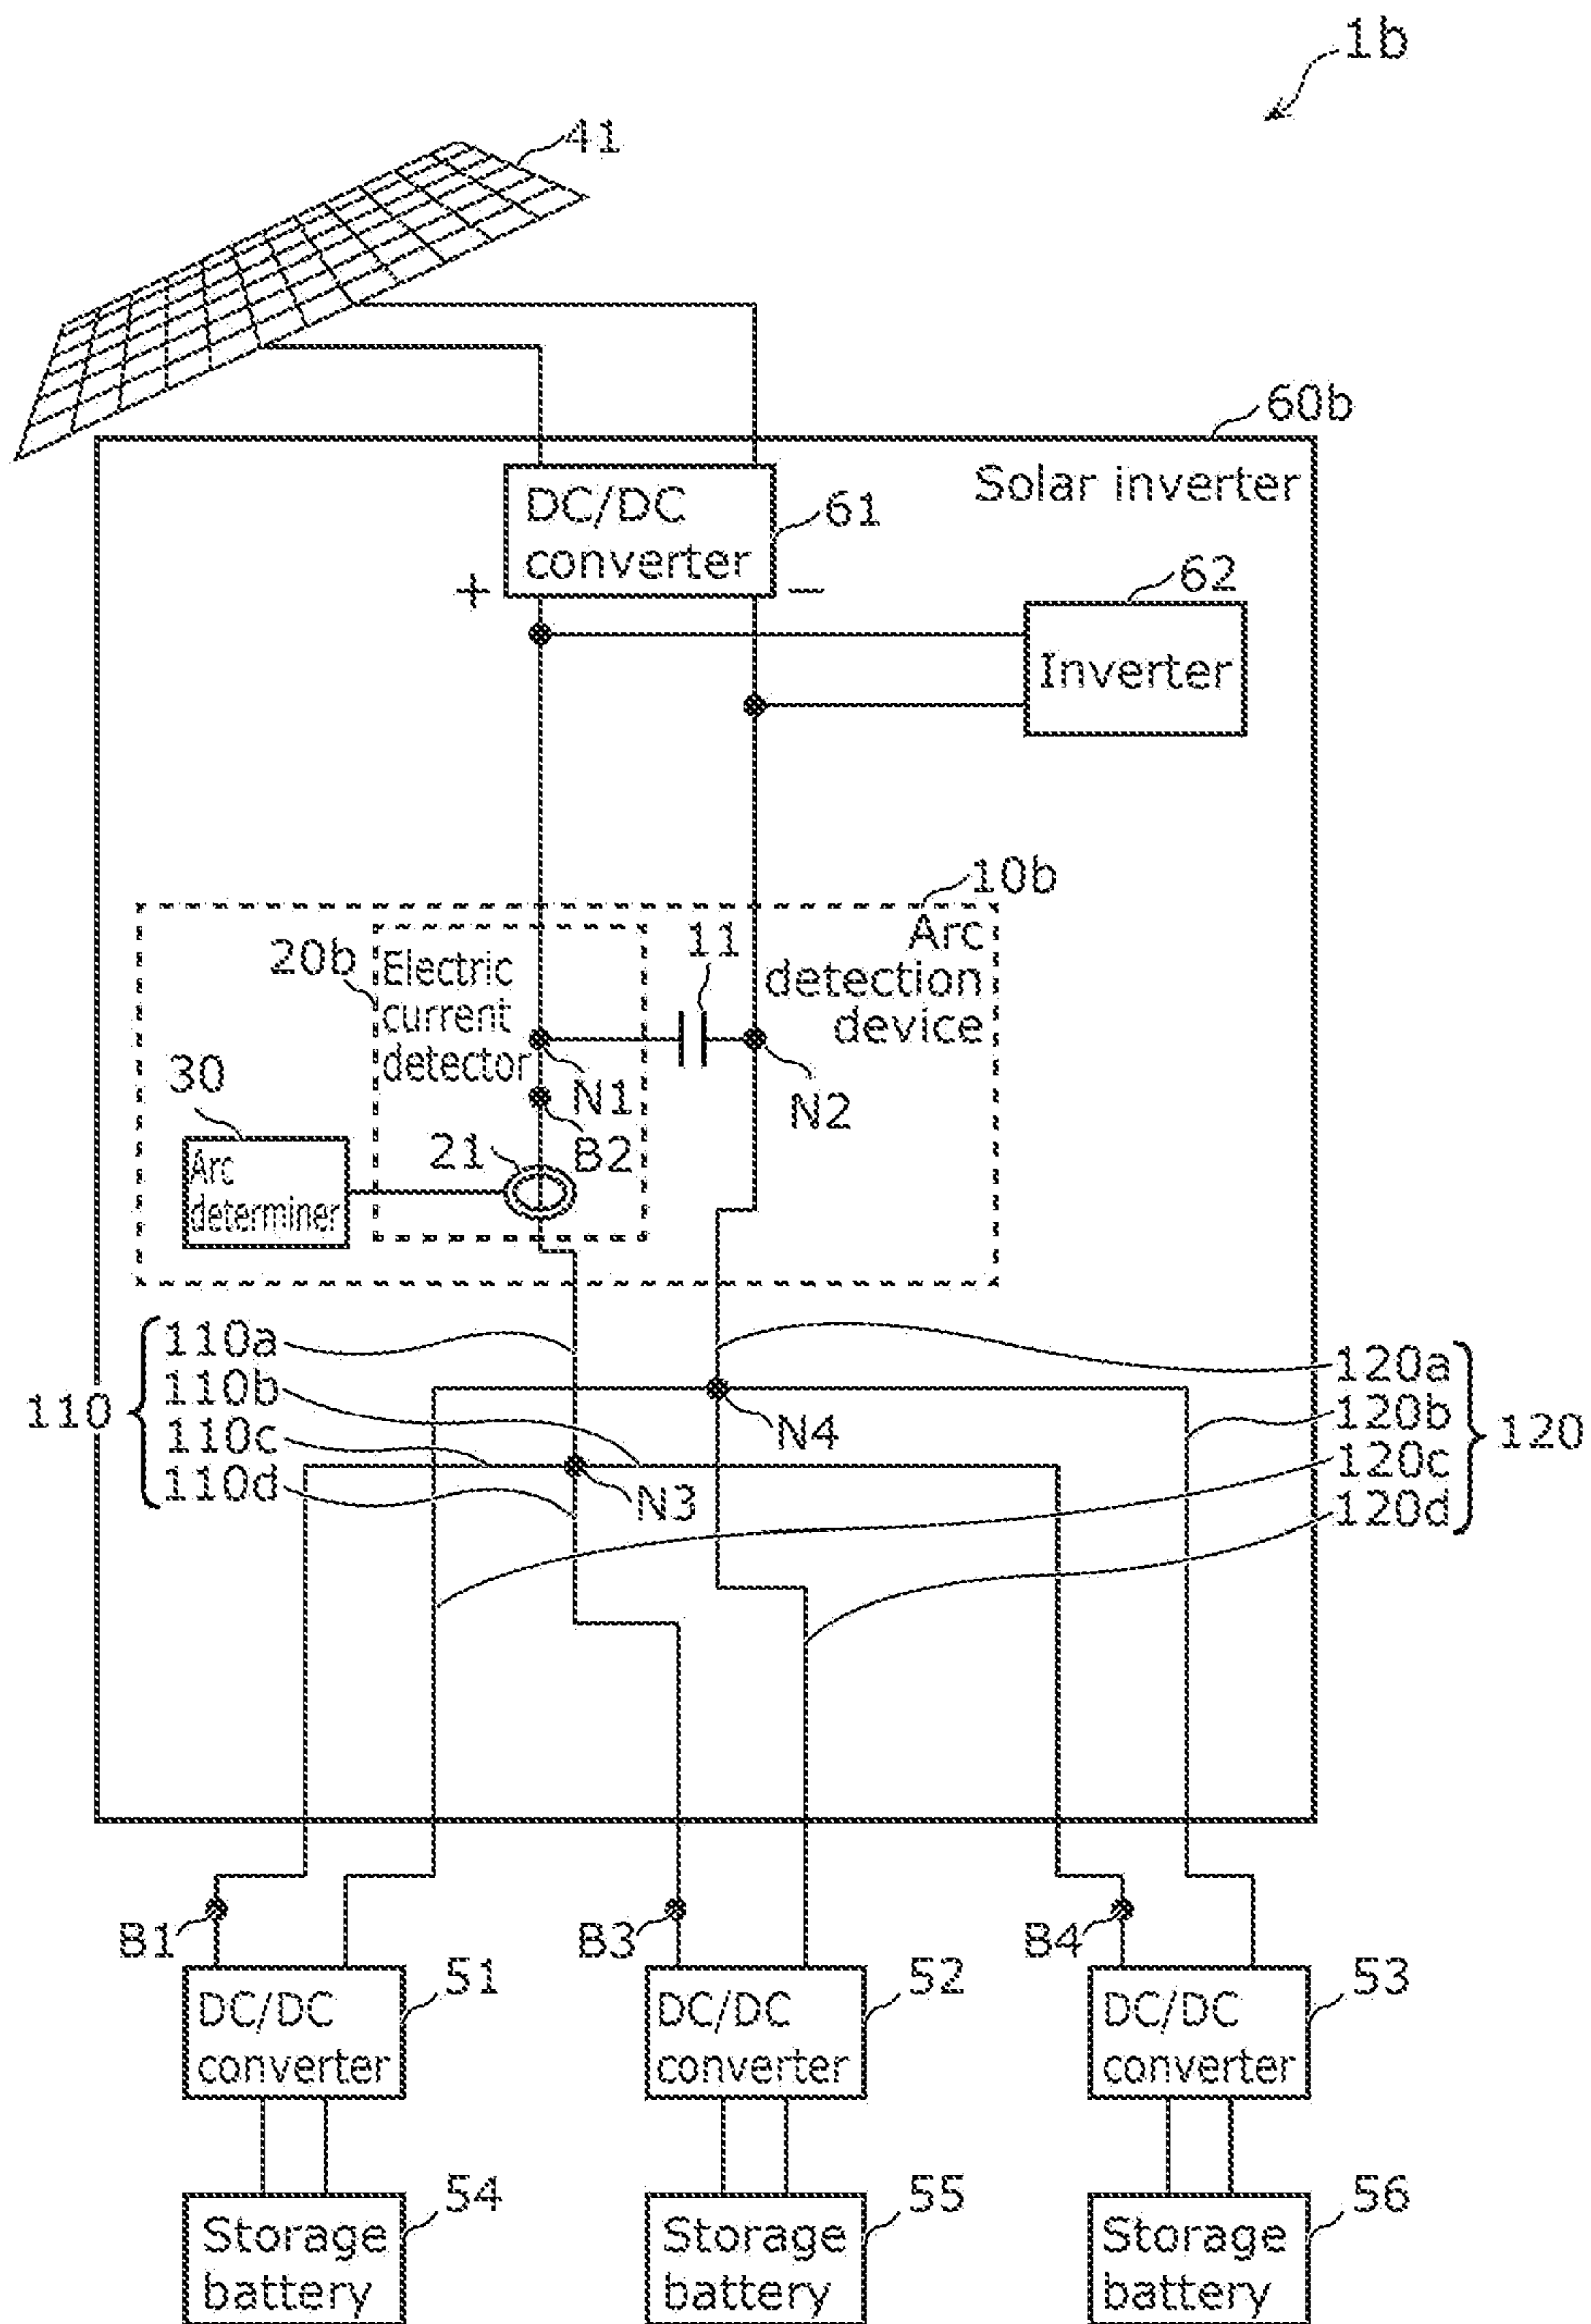 1b
41
60b
Solar inverter
DC/DC
converter
61
+
−
62
Inverter
10b
Arc
detection
device
20b
Electric
current
detector
11
N1
N2
30
B2
21
Arc
determiner
110
110a
110b
110c
110d
120a
120b
120c
120d
120
N4
N3
B1
B3
B4
51
DC/DC
converter
52
DC/DC
converter
53
DC/DC
converter
54
Storage
battery
55
Storage
battery
56
Storage
battery